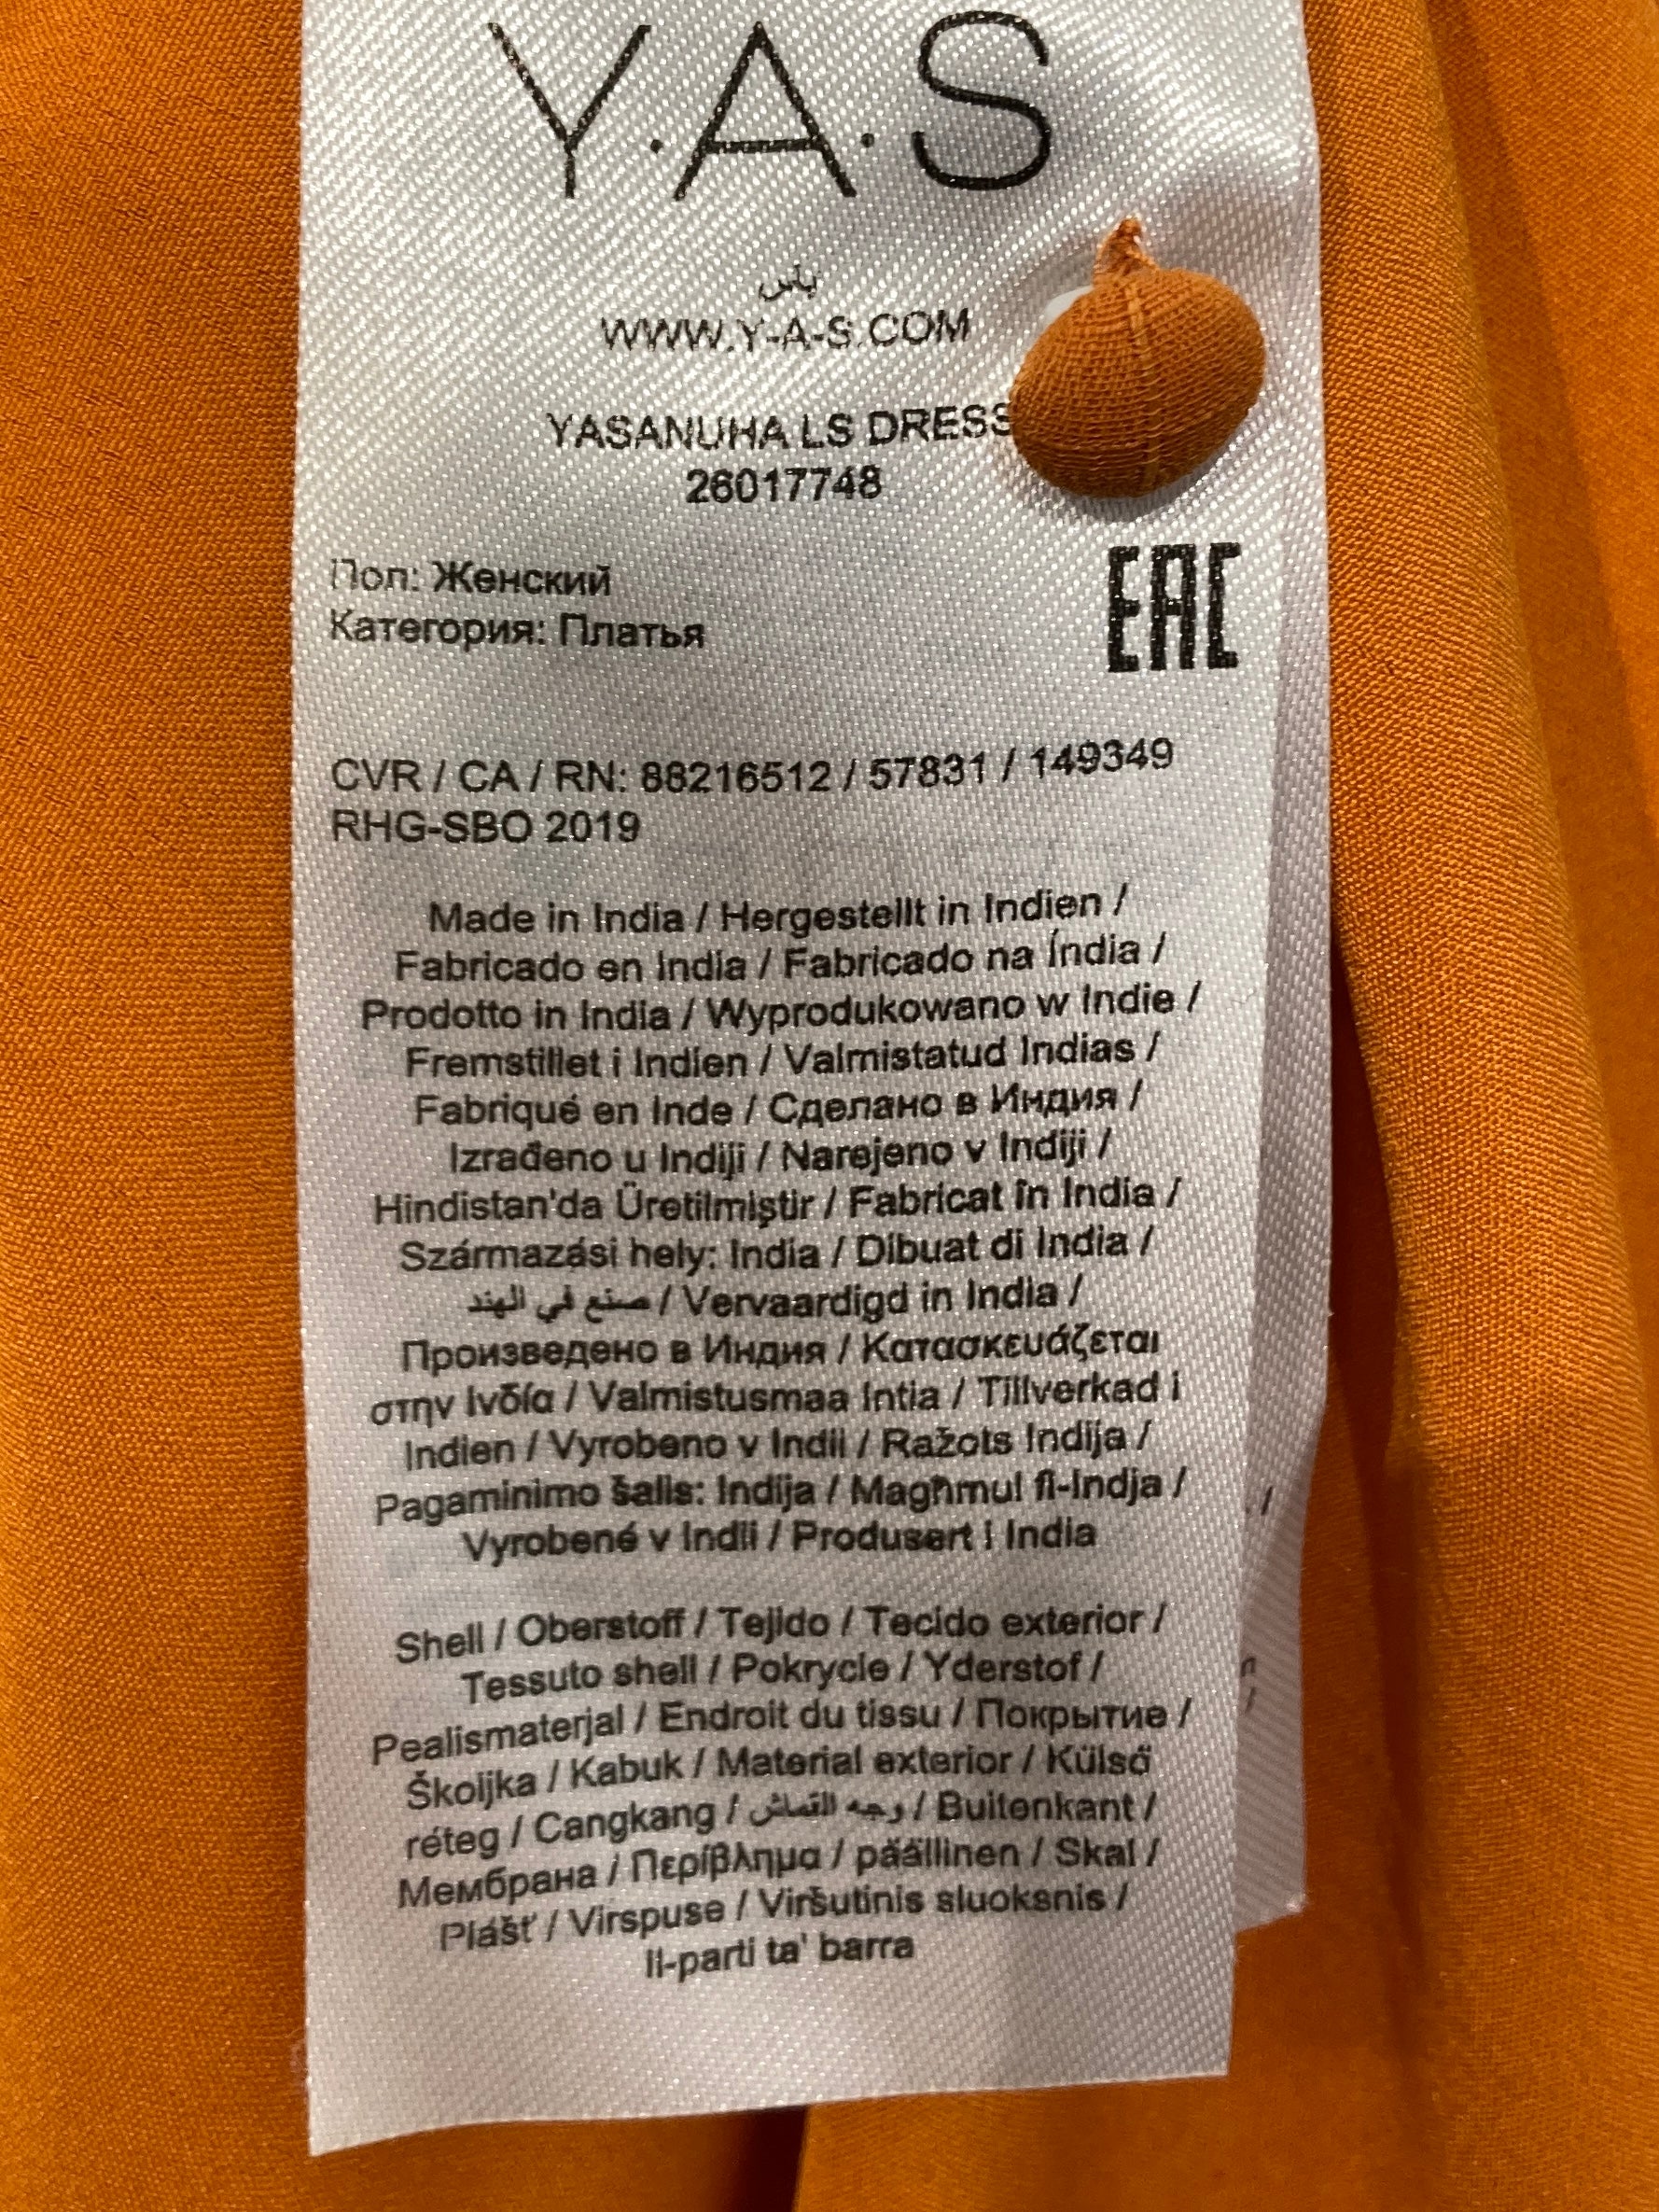 Y.A.S
ياس
WWW.Y-A-S.COM
YASANUHA LS DRESS
26017748
Пол: Женский
Категория: Платья
EAC
CVR / CA / RN: 88216512 / 57831 / 149349
RHG-SBO 2019
Made in India / Hergestellt in Indien /
Fabricado en India / Fabricado na Índia /
Prodotto in India / Wyprodukowano w Indie /
Fremstillet i Indien / Valmistatud Indias /
Fabriqué en Inde / Сделано в Индия /
Izrađeno u Indiji / Narejeno v Indiji /
Hindistan'da Üretilmiştir / Fabricat în India /
Származási hely: India / Dibuat di India /
صنع في الهند / Vervaardigd in India /
Произведено в Индия / Κατασκευάζεται
στην Ινδία / Valmistusmaa Intia / Tillverkad i
Indien / Vyrobeno v Indii / Ražots Indija /
Pagaminimo šalis: Indija / Magħmul fl-Indja /
Vyrobené v Indii / Produsert i India
Shell / Oberstoff / Tejido / Tecido exterior /
Tessuto shell / Pokrycie / Yderstof /
Pealismaterjal / Endroit du tissu / Покрытие /
Školjka / Kabuk / Material exterior / Külső
réteg / Cangkang / وجه القماش / Buitenkant /
Мембрана / Περίβλημα / päällinen / Skal /
Plášť / Virspuse / Viršutinis sluoksnis /
Il-parti ta' barra